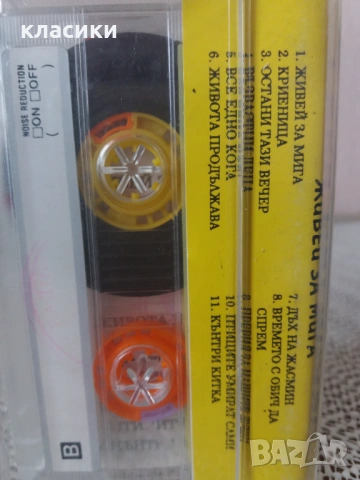 класики
NOISE REDUCTION
□ON □OFF
B
1. ЖИВЕЙ ЗА МИГА
2. КРИЕНИЦА
3. ОСТАНИ ТАЗИ ВЕЧЕР
5. ВСЕ ЕДНО КОГА
6. ЖИВОТА ПРОДЪЛЖАВА
7. ДЪХ НА ЖАСМИН
8. ВРЕМЕТО С ОБИЧ ДА
СПРЕМ
10. ПТИЦИТЕ УМИРАТ САМИ
11. КЪНТРИ КИТКА
ЖИВЕЙ ЗА МИГА
BAZAR